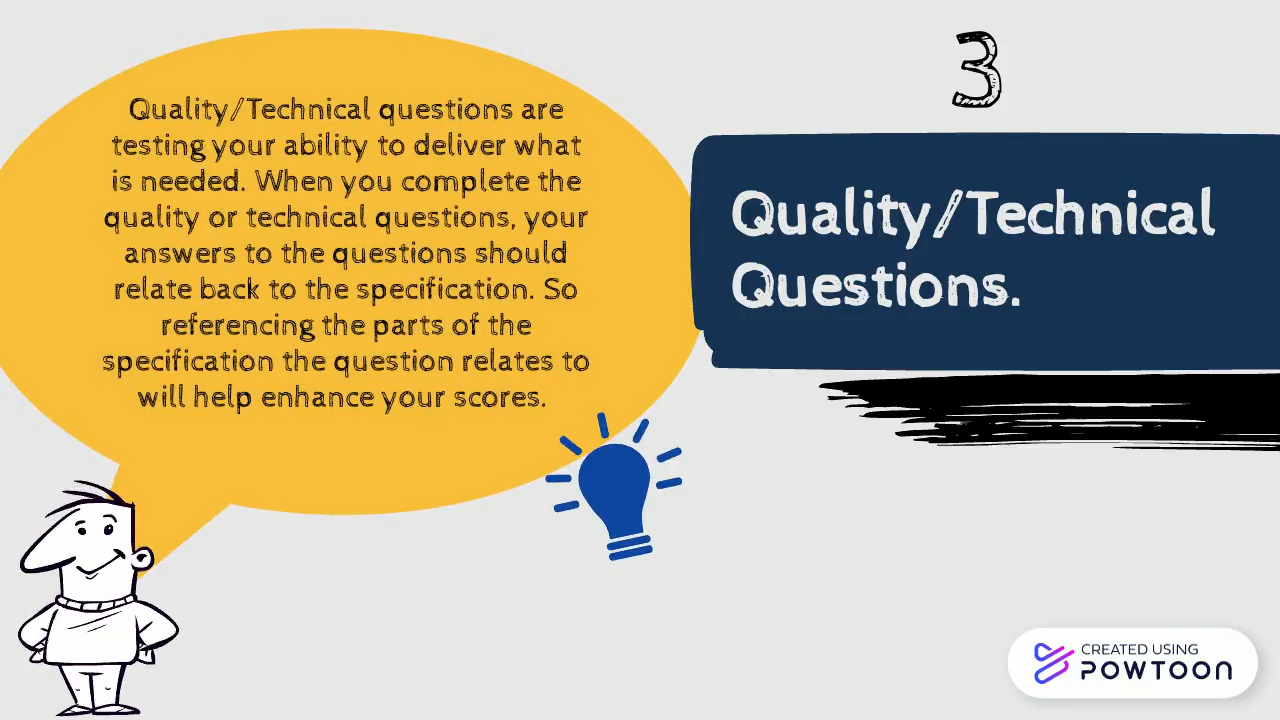 Quality/Technical questions are
testing your ability to deliver what
is needed. When you complete the
quality or technical questions, your
answers to the questions should
relate back to the specification. So
referencing the parts of the
specification the question relates to
will help enhance your scores.
3
Quality/Technical
Questions.
CREATED USING
POWTOON